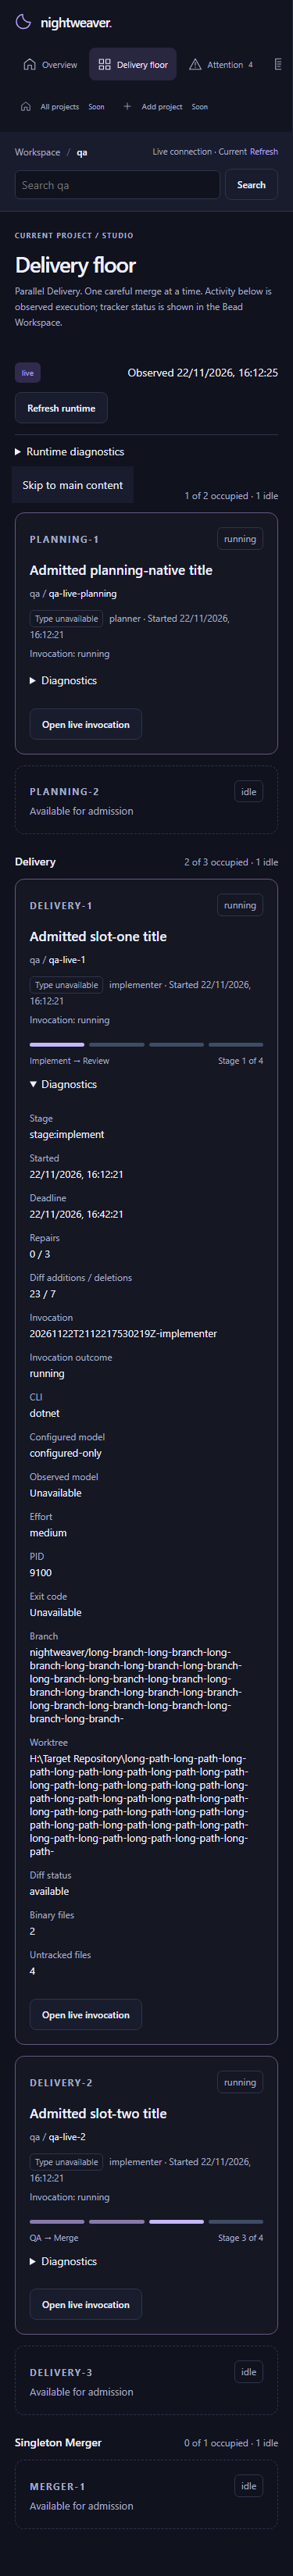 nightweaver.
Overview
Delivery floor
Attention 4
All projects Soon
Add project Soon
Workspace / qa
Live connection · Current Refresh
Search qa
Search
CURRENT PROJECT / STUDIO
Delivery floor
Parallel Delivery. One careful merge at a time. Activity below is
observed execution; tracker status is shown in the Bead
Workspace.
live
Observed 22/11/2026, 16:12:25
Refresh runtime
Runtime diagnostics
Skip to main content
1 of 2 occupied · 1 idle
PLANNING-1
running
Admitted planning-native title
qa / qa-live-planning
Type unavailable planner · Started 22/11/2026,
16:12:21
Invocation: running
Diagnostics
Open live invocation
PLANNING-2
idle
Available for admission
Delivery
2 of 3 occupied · 1 idle
DELIVERY-1
running
Admitted slot-one title
qa / qa-live-1
Type unavailable implementer · Started 22/11/2026,
16:12:21
Invocation: running
Implement → Review
Stage 1 of 4
Diagnostics
Stage
stage:implement
Started
22/11/2026, 16:12:21
Deadline
22/11/2026, 16:42:21
Repairs
0 / 3
Diff additions / deletions
23 / 7
Invocation
20261122T2112217530219Z-implementer
Invocation outcome
running
CLI
dotnet
Configured model
configured-only
Observed model
Unavailable
Effort
medium
PID
9100
Exit code
Unavailable
Branch
nightweaver/long-branch-long-branch-long-
branch-long-branch-long-branch-long-branch-
long-branch-long-branch-long-branch-long-
branch-long-branch-long-branch-long-branch-
long-branch-long-branch-long-branch-long-
branch-long-branch-
Worktree
H:\Target Repository\long-path-long-path-long-
path-long-path-long-path-long-path-long-path-
long-path-long-path-long-path-long-path-long-
path-long-path-long-path-long-path-long-path-
long-path-long-path-long-path-long-path-long-
path-long-path-long-path-long-path-long-path-
long-path-long-path-long-path-long-path-long-
path-
Diff status
available
Binary files
2
Untracked files
4
Open live invocation
DELIVERY-2
running
Admitted slot-two title
qa / qa-live-2
Type unavailable implementer · Started 22/11/2026,
16:12:21
Invocation: running
QA → Merge
Stage 3 of 4
Diagnostics
Open live invocation
DELIVERY-3
idle
Available for admission
Singleton Merger
0 of 1 occupied · 1 idle
MERGER-1
idle
Available for admission